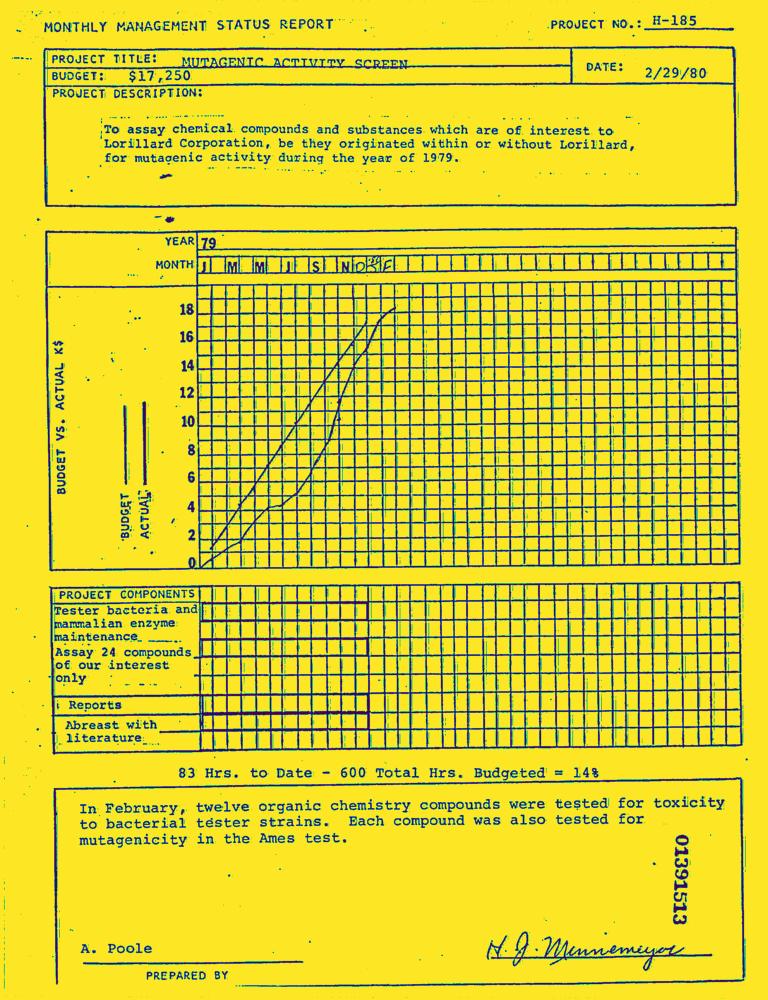 MONTHLY MANAGEMENT STATUS REPORT
PROJECT NO.: H-185
PROJECT TITLE: MUTAGENIC ACTIVITY SCREEN
BUDGET: $17,250
DATE: 2/29/80
PROJECT DESCRIPTION:
To assay chemical compounds and substances which are of interest to
Lorillard Corporation, be they originated within or without Lorillard,
for mutagenic activity during the year of 1979.
YEAR 79
MONTH J M M J S N D F
BUDGET VS. ACTUAL K$
BUDGET
ACTUAL
18
16
14
12
10
8
6
4
2
0
PROJECT COMPONENTS
Tester bacteria and
mammalian enzyme
maintenance
Assay 24 compounds
of our interest
only
Reports
Abreast with
literature
83 Hrs. to Date - 600 Total Hrs. Budgeted = 14%
In February, twelve organic chemistry compounds were tested for toxicity
to bacterial tester strains. Each compound was also tested for
mutagenicity in the Ames test.
01391513
A. Poole
H. J. Minnemeyer
PREPARED BY